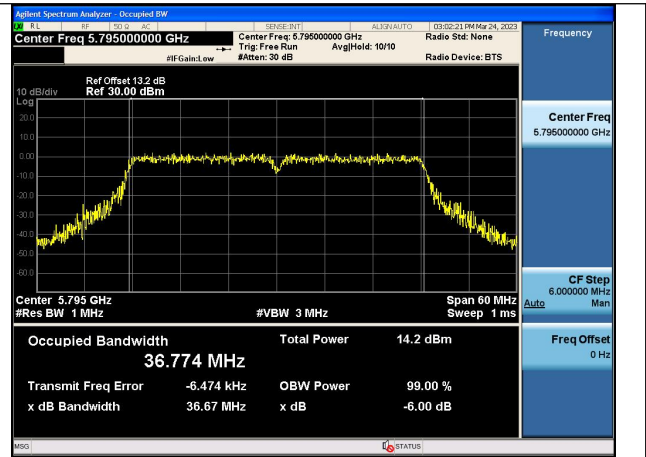 Agilent Spectrum Analyzer - Occupied BW
RL RF 50 Ω AC SENSE:INT ALIGN AUTO 03:02:21 PM Mar 24, 2023
Center Freq 5.795000000 GHz Center Freq: 5.795000000 GHz Radio Std: None
Trig: Free Run Avg|Hold: 10/10
#IFGain:Low #Atten: 30 dB Radio Device: BTS
Ref Offset 13.2 dB
10 dB/div Ref 30.00 dBm
Log
20.0
10.0
0.00
-10.0
-20.0
-30.0
-40.0
-50.0
-60.0
Center 5.795 GHz Span 60 MHz
#Res BW 1 MHz #VBW 3 MHz Sweep 1 ms
Occupied Bandwidth Total Power 14.2 dBm
36.774 MHz
Transmit Freq Error -6.474 kHz OBW Power 99.00 %
x dB Bandwidth 36.67 MHz x dB -6.00 dB
MSG STATUS
Frequency
Center Freq
5.795000000 GHz
CF Step
6.000000 MHz
Auto Man
Freq Offset
0 Hz